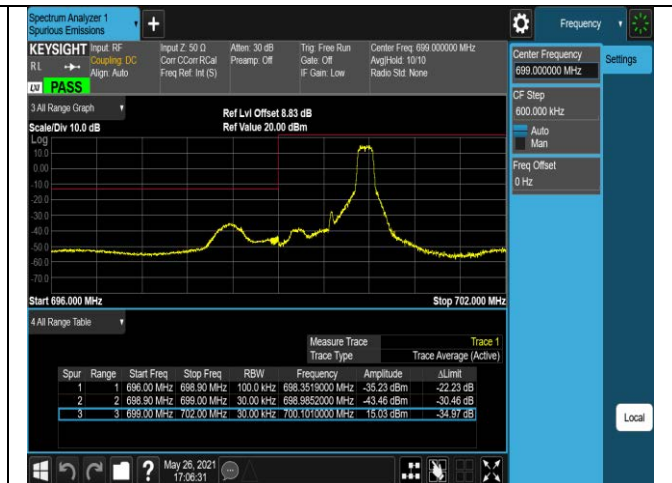 Spectrum Analyzer 1
Spurious Emissions
+
Frequency
KEYSIGHT Input: RF Input Z: 50 Ω Atten: 30 dB Trig: Free Run Center Freq: 699.000000 MHz
RL Coupling: DC Corr CCorr RCal Preamp: Off Gate: Off Avg|Hold: 10/10
Align: Auto Freq Ref: Int (S) IF Gain: Low Radio Std: None
LXI PASS
Center Frequency
699.000000 MHz
Settings
CF Step
600.000 kHz
Auto
Man
Freq Offset
0 Hz
3 All Range Graph
Ref Lvl Offset 8.83 dB
Scale/Div 10.0 dB Ref Value 20.00 dBm
Log
10.0
0.00
-10.0
-20.0
-30.0
-40.0
-50.0
-60.0
-70.0
Start 696.000 MHz Stop 702.000 MHz
4 All Range Table
Measure Trace Trace 1
Trace Type Trace Average (Active)
Spur Range Start Freq Stop Freq RBW Frequency Amplitude ΔLimit
1 1 696.00 MHz 698.90 MHz 100.0 kHz 698.3519000 MHz -35.23 dBm -22.23 dB
2 2 698.90 MHz 699.00 MHz 30.00 kHz 698.9852000 MHz -43.46 dBm -30.46 dB
3 3 699.00 MHz 702.00 MHz 30.00 kHz 700.1010000 MHz 15.03 dBm -34.97 dB
Local
?
May 26, 2021
17:06:31